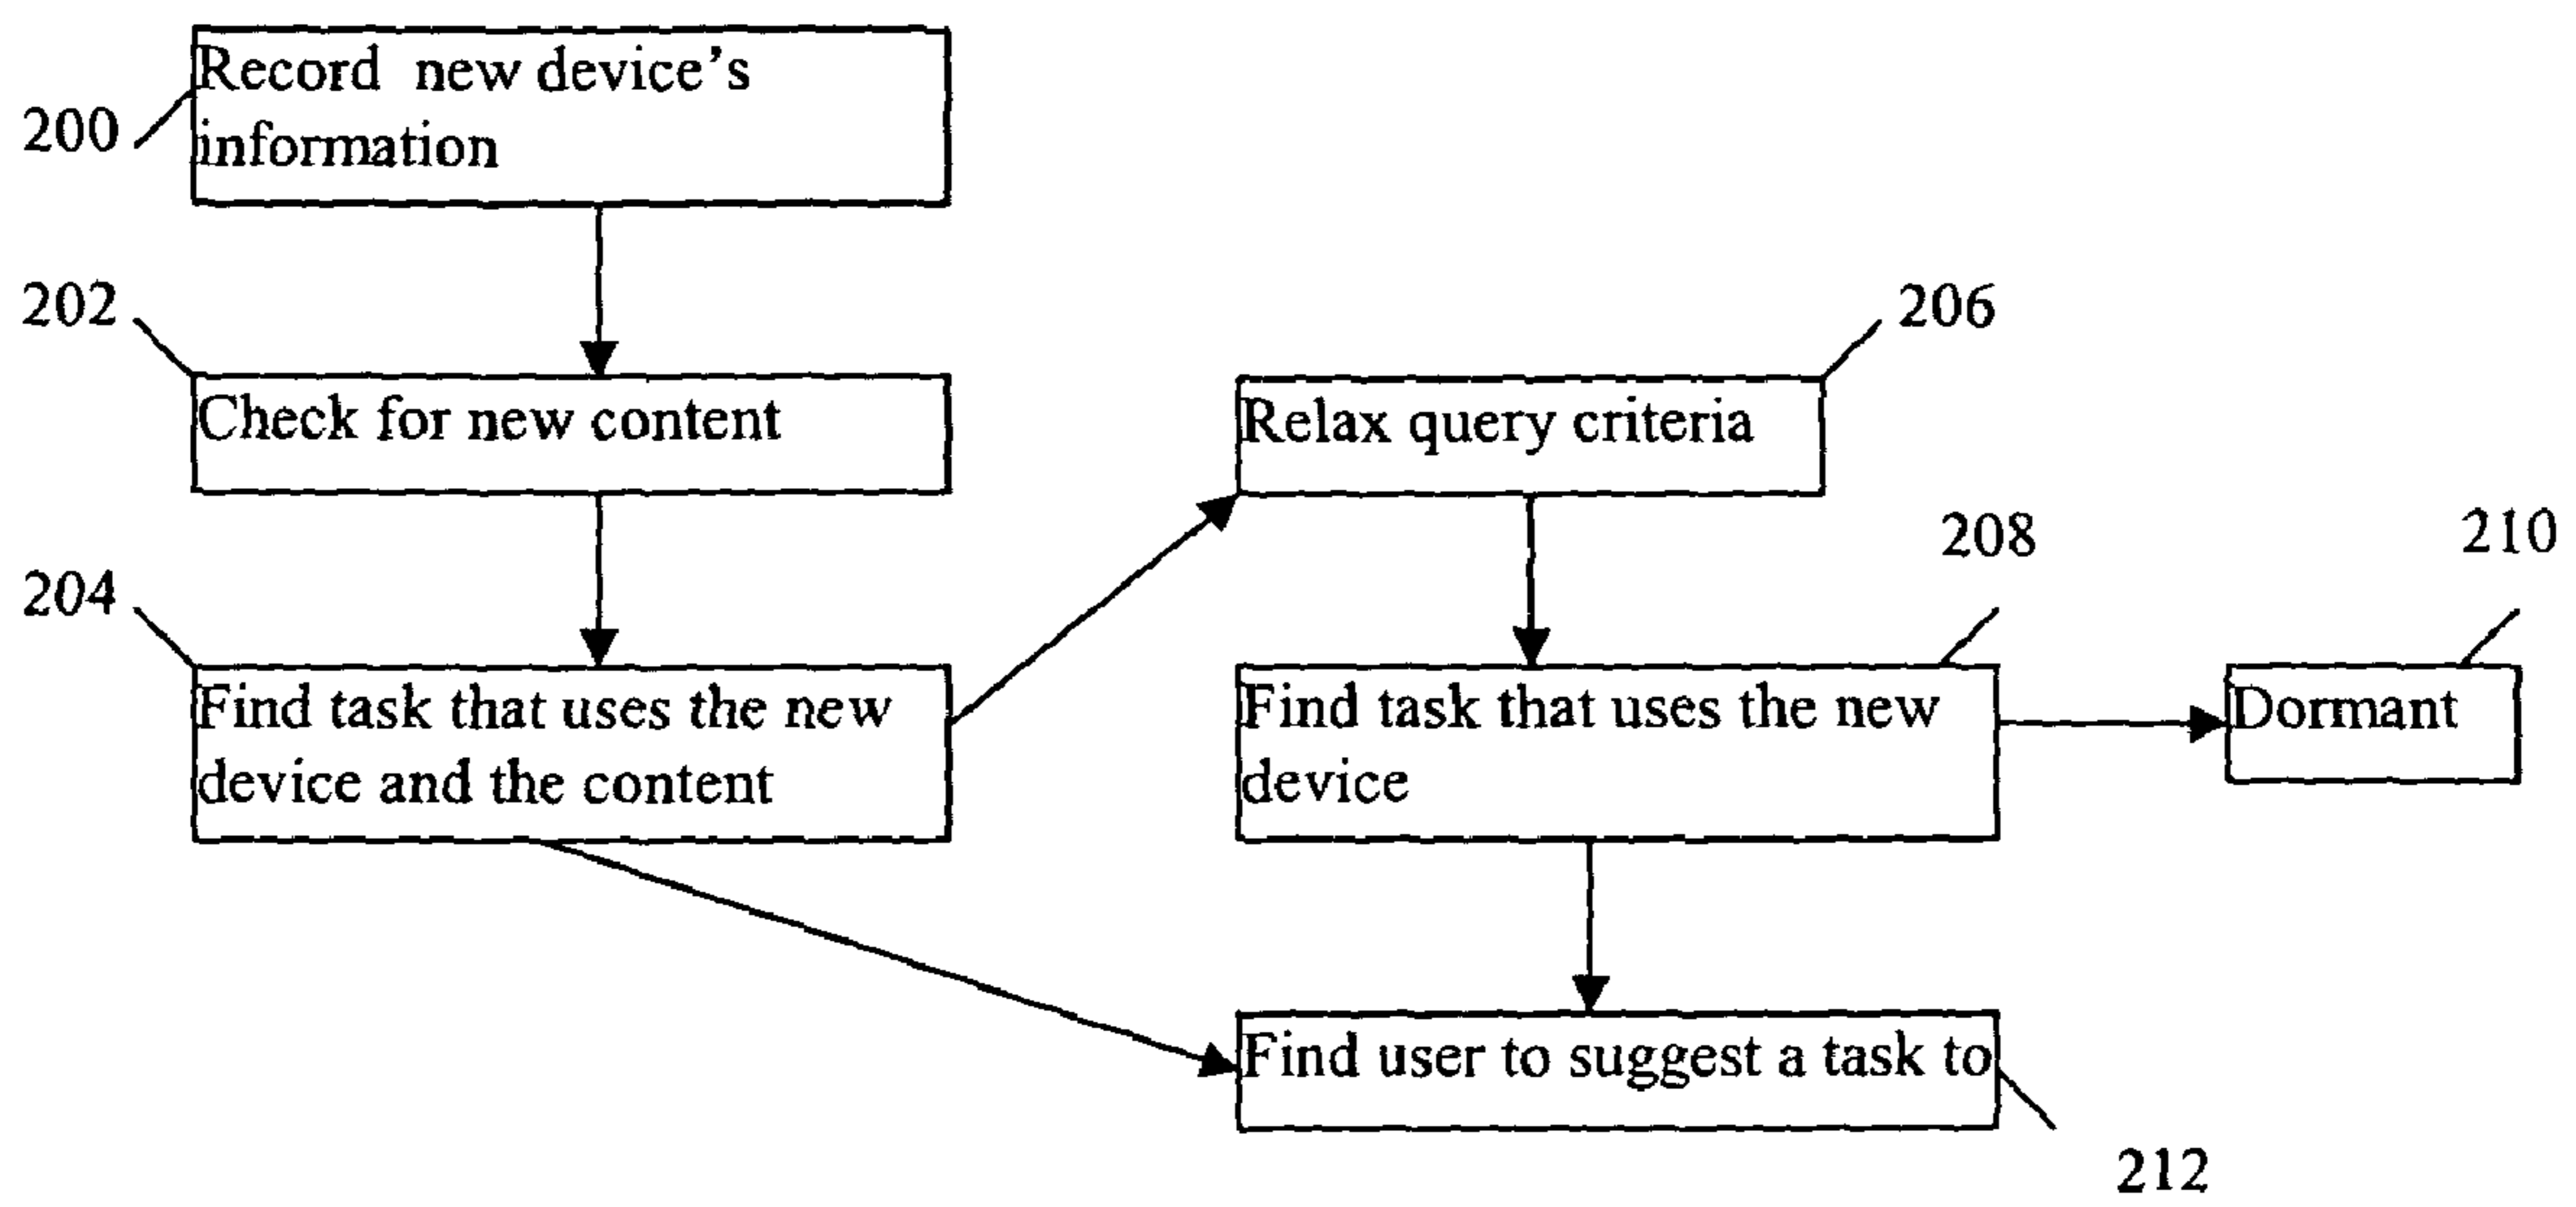 Record new device's
information
200
202
Check for new content
204
Find task that uses the new
device and the content
206
Relax query criteria
208
Find task that uses the new
device
210
Dormant
Find user to suggest a task to
212